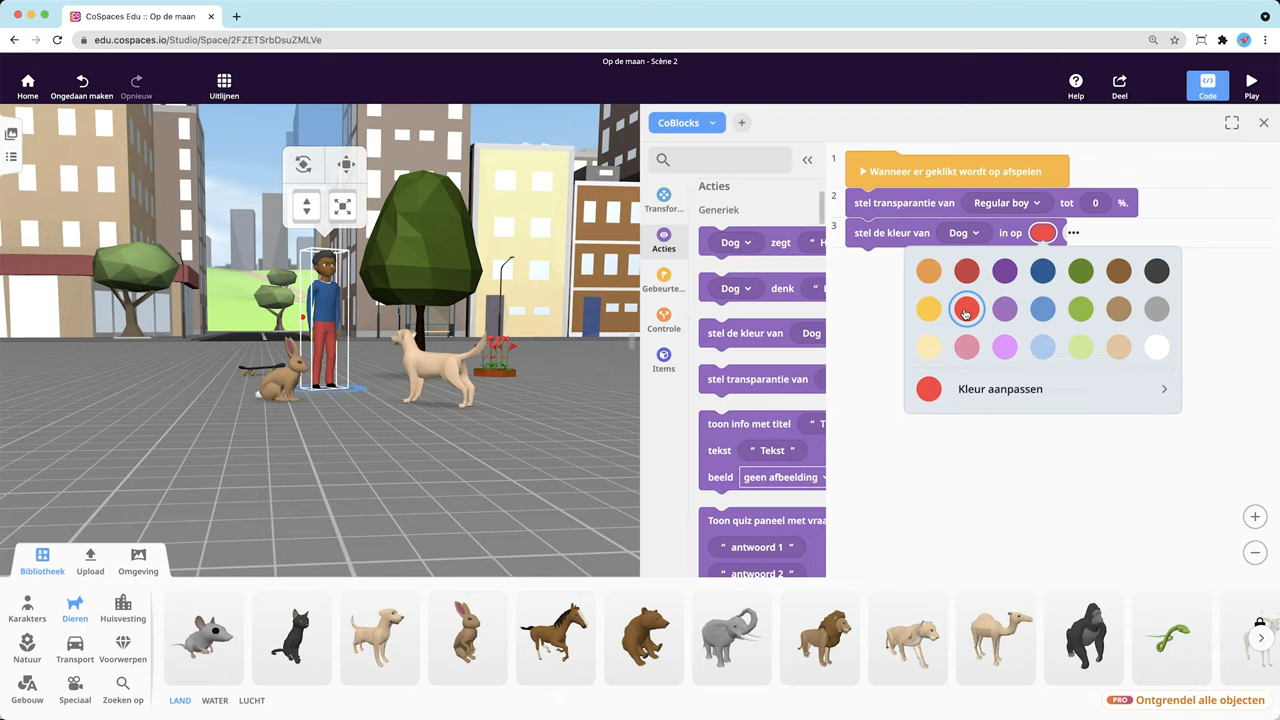 CoSpaces Edu :: Op de maan
edu.cospaces.io/Studio/Space/2FZETSrbDsuZMLVe
Op de maan - Scène 2
Home
Ongedaan maken
Opnieuw
Uitlijnen
Help
Deel
Code
Play
CoBlocks
Transfor...
Acties
Gebeurte...
Controle
Items
Acties
Generiek
Dog zegt “ H
Dog denk “
stel de kleur van Dog
stel transparantie van
toon info met titel “ T
tekst “ Tekst ”
beeld geen afbeelding
Toon quiz paneel met vraa
“ antwoord 1 ”
“ antwoord 2 ”
1 Wanneer er geklikt wordt op afspelen
2 stel transparantie van Regular boy tot 0 %.
3 stel de kleur van Dog in op
Kleur aanpassen
Bibliotheek
Upload
Omgeving
Karakters
Dieren
Huisvesting
Natuur
Transport
Voorwerpen
Gebouw
Speciaal
Zoeken op
LAND WATER LUCHT
PRO Ontgrendel alle objecten